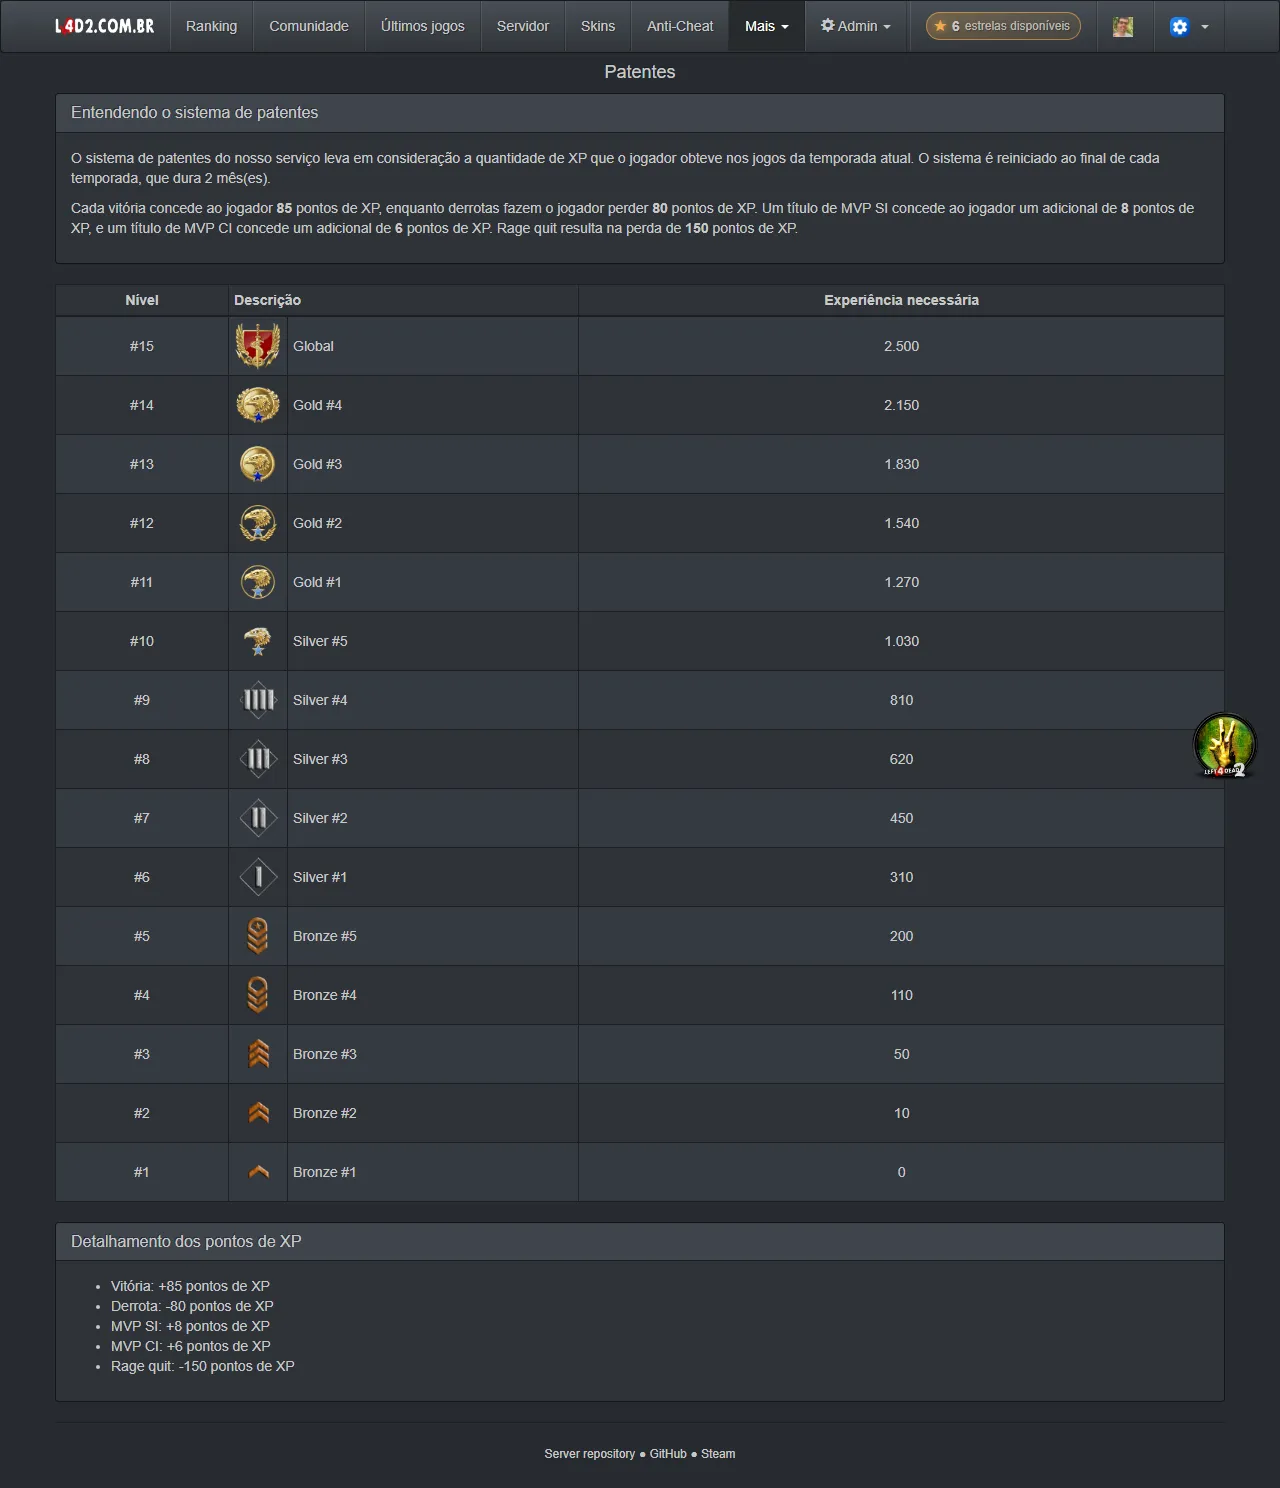 L4D2.COM.BR Ranking Comunidade Últimos jogos Servidor Skins Anti-Cheat Mais Admin 6 estrelas disponíveis
Patentes
Entendendo o sistema de patentes
O sistema de patentes do nosso serviço leva em consideração a quantidade de XP que o jogador obteve nos jogos da temporada atual. O sistema é reiniciado ao final de cada
temporada, que dura 2 mês(es).
Cada vitória concede ao jogador 85 pontos de XP, enquanto derrotas fazem o jogador perder 80 pontos de XP. Um título de MVP SI concede ao jogador um adicional de 8 pontos de
XP, e um título de MVP CI concede um adicional de 6 pontos de XP. Rage quit resulta na perda de 150 pontos de XP.
Nível Descrição Experiência necessária
#15 Global 2.500
#14 Gold #4 2.150
#13 Gold #3 1.830
#12 Gold #2 1.540
#11 Gold #1 1.270
#10 Silver #5 1.030
#9 Silver #4 810
LEFT 4 DEAD 2
#8 Silver #3 620
#7 Silver #2 450
#6 Silver #1 310
#5 Bronze #5 200
#4 Bronze #4 110
#3 Bronze #3 50
#2 Bronze #2 10
#1 Bronze #1 0
Detalhamento dos pontos de XP
• Vitória: +85 pontos de XP
• Derrota: -80 pontos de XP
• MVP SI: +8 pontos de XP
• MVP CI: +6 pontos de XP
• Rage quit: -150 pontos de XP
Server repository ● GitHub ● Steam